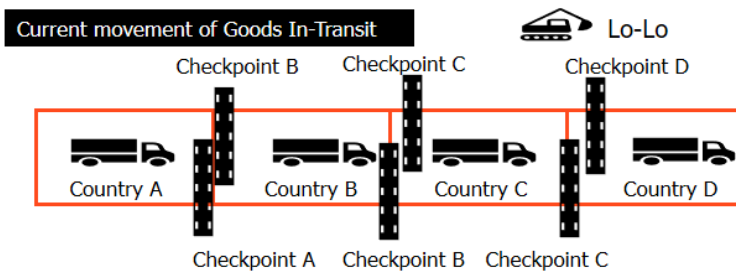 Current movement of Goods In-Transit
Lo-Lo
Checkpoint B
Checkpoint C
Checkpoint D
Country A
Country B
Country C
Country D
Checkpoint A
Checkpoint B
Checkpoint C